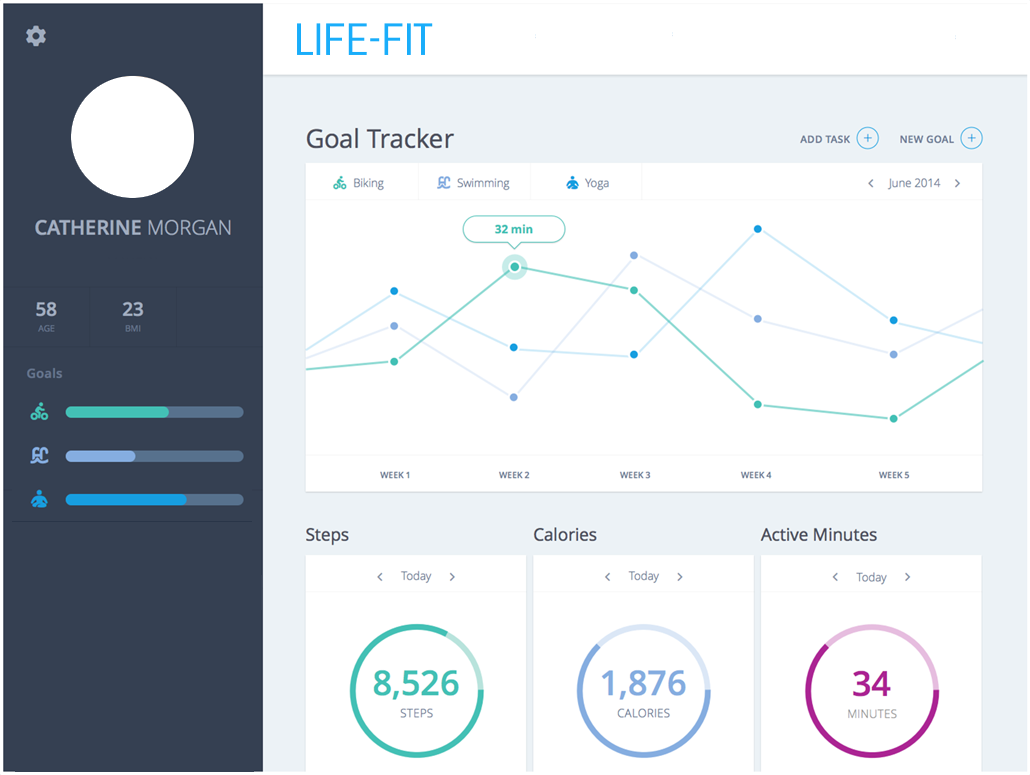 LIFE-FIT
CATHERINE MORGAN
58
AGE
23
BMI
Goals
Goal Tracker
ADD TASK
NEW GOAL
Biking
Swimming
Yoga
June 2014
32 min
WEEK 1
WEEK 2
WEEK 3
WEEK 4
WEEK 5
Steps
Today
8,526
STEPS
Calories
Today
1,876
CALORIES
Active Minutes
Today
34
MINUTES